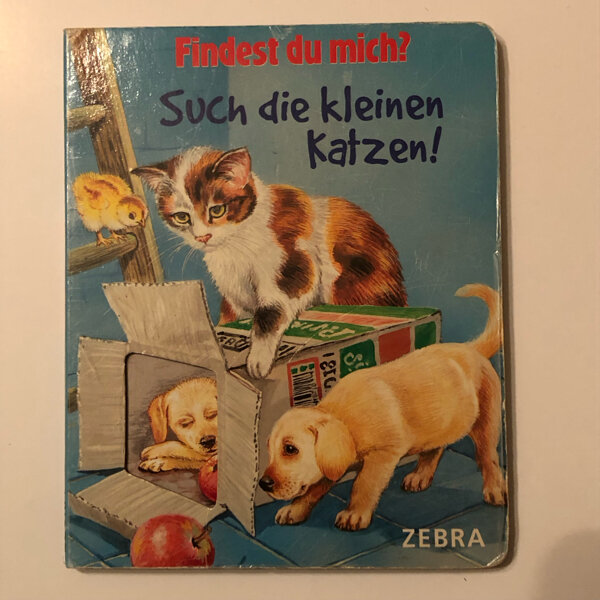 Findest du mich?
Such die kleinen
Katzen!
ZEBRA